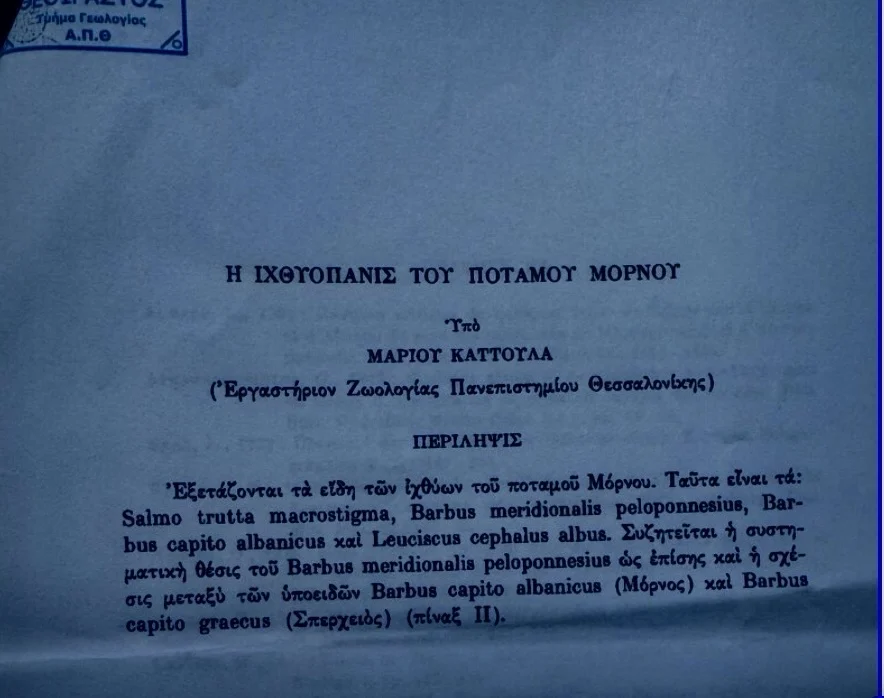 ΘΕΟΦΡΑΣΤΟΣ
Τμήμα Γεωλογίας
Α.Π.Θ
Η ΙΧΘΥΟΠΑΝΙΣ ΤΟΥ ΠΟΤΑΜΟΥ ΜΟΡΝΟΥ
Ὑπὸ
ΜΑΡΙΟΥ ΚΑΤΤΟΥΛΑ
(Ἐργαστήριον Ζωολογίας Πανεπιστημίου Θεσσαλονίκης)
ΠΕΡΙΛΗΨΙΣ
Ἐξετάζονται τὰ εἴδη τῶν ἰχθύων τοῦ ποταμοῦ Μόρνου. Ταῦτα εἶναι τά:
Salmo trutta macrostigma, Barbus meridionalis peloponnesius, Bar-
bus capito albanicus καὶ Leuciscus cephalus albus. Συζητεῖται ἡ συστη-
ματικὴ θέσις τοῦ Barbus meridionalis peloponnesius ὡς ἐπίσης καὶ ἡ σχέ-
σις μεταξὺ τῶν ὑποειδῶν Barbus capito albanicus (Μόρνος) καὶ Barbus
capito graecus (Σπερχειὸς) (πίναξ II).